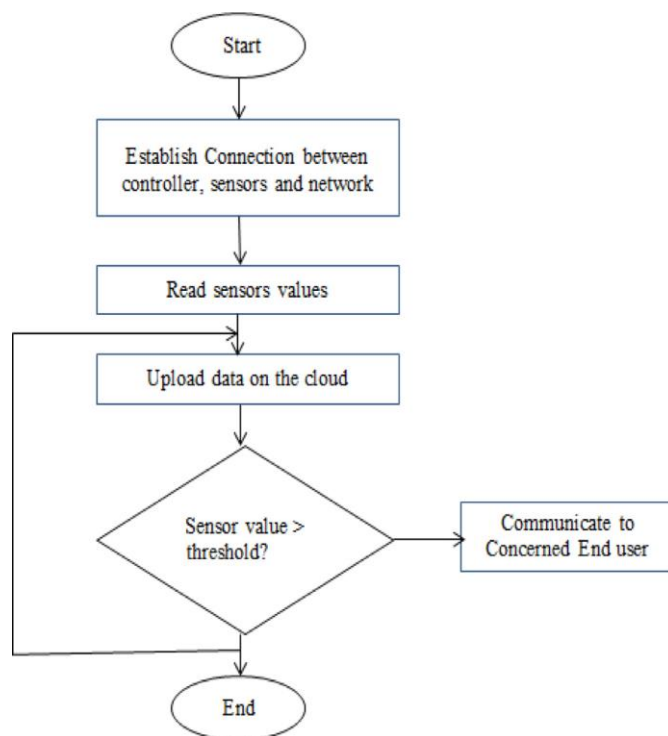 Start
Establish Connection between
controller, sensors and network
Read sensors values
Upload data on the cloud
Sensor value >
threshold?
Communicate to
Concerned End user
End